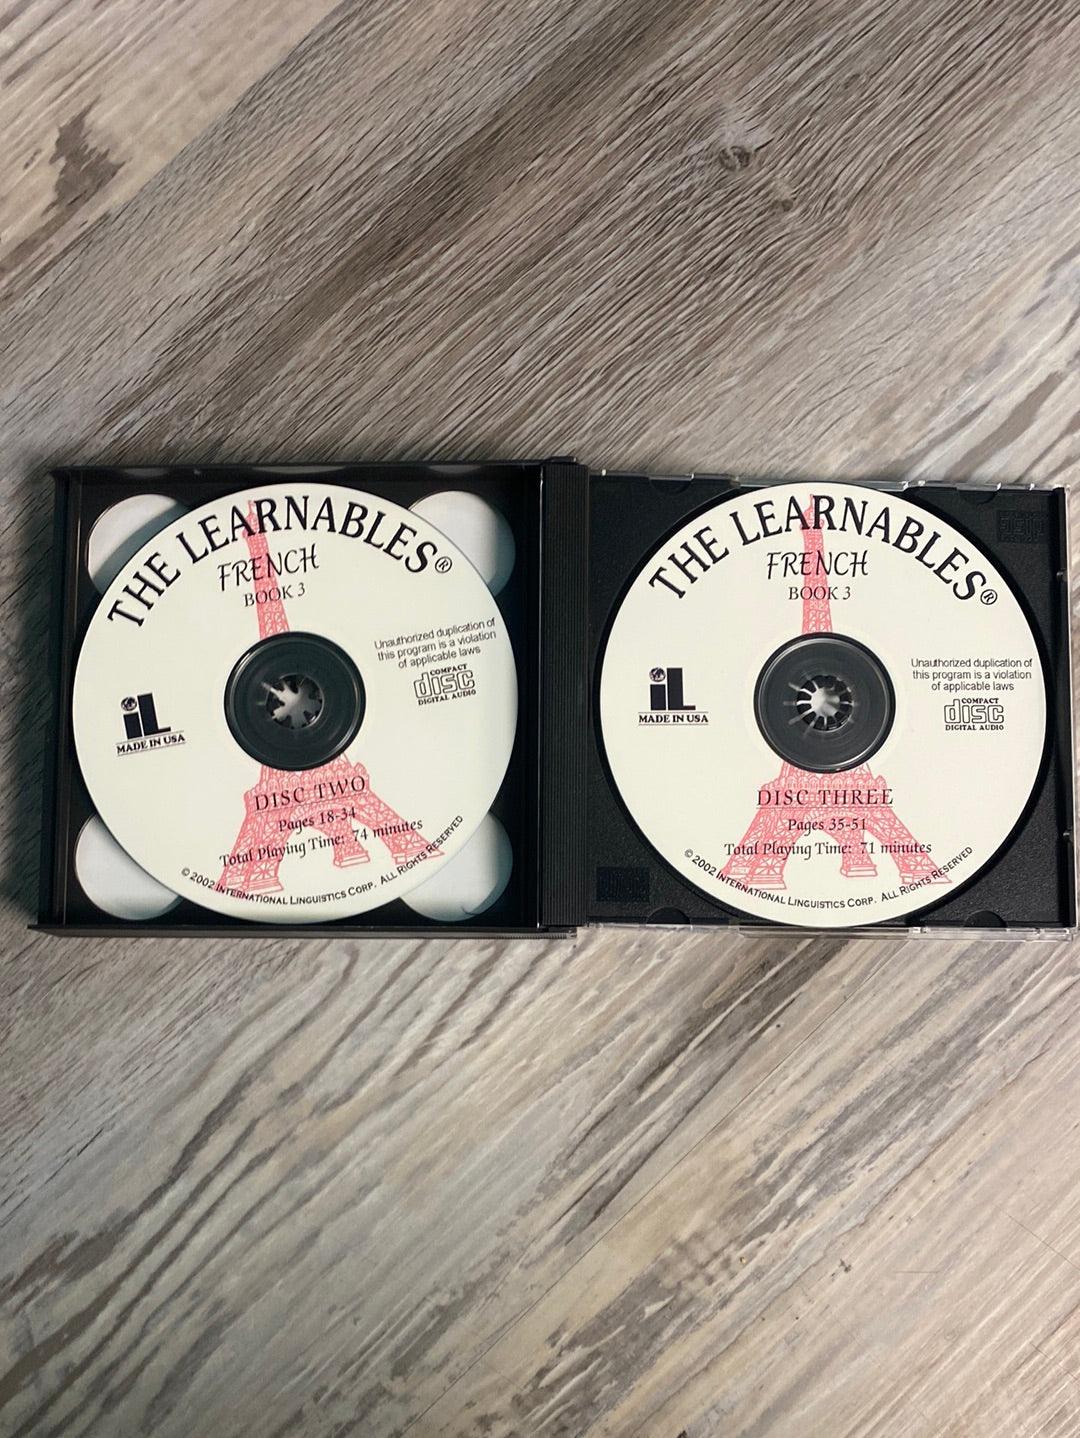 THE LEARNABLES®
FRENCH
BOOK 3
Unauthorized duplication of
this program is a violation
of applicable laws
COMPACT
disc
DIGITAL AUDIO
iL
MADE IN USA
DISC TWO
Pages 18-34
Total Playing Time: 74 minutes
© 2002 INTERNATIONAL LINGUISTICS CORP. ALL RIGHTS RESERVED
THE LEARNABLES®
FRENCH
BOOK 3
Unauthorized duplication of
this program is a violation
of applicable laws
COMPACT
disc
DIGITAL AUDIO
iL
MADE IN USA
DISC THREE
Pages 35-51
Total Playing Time: 71 minutes
© 2002 INTERNATIONAL LINGUISTICS CORP. ALL RIGHTS RESERVED